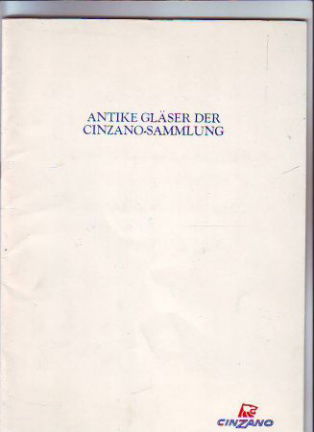 ANTIKE GLÄSER DER
CINZANO-SAMMLUNG
CINZANO